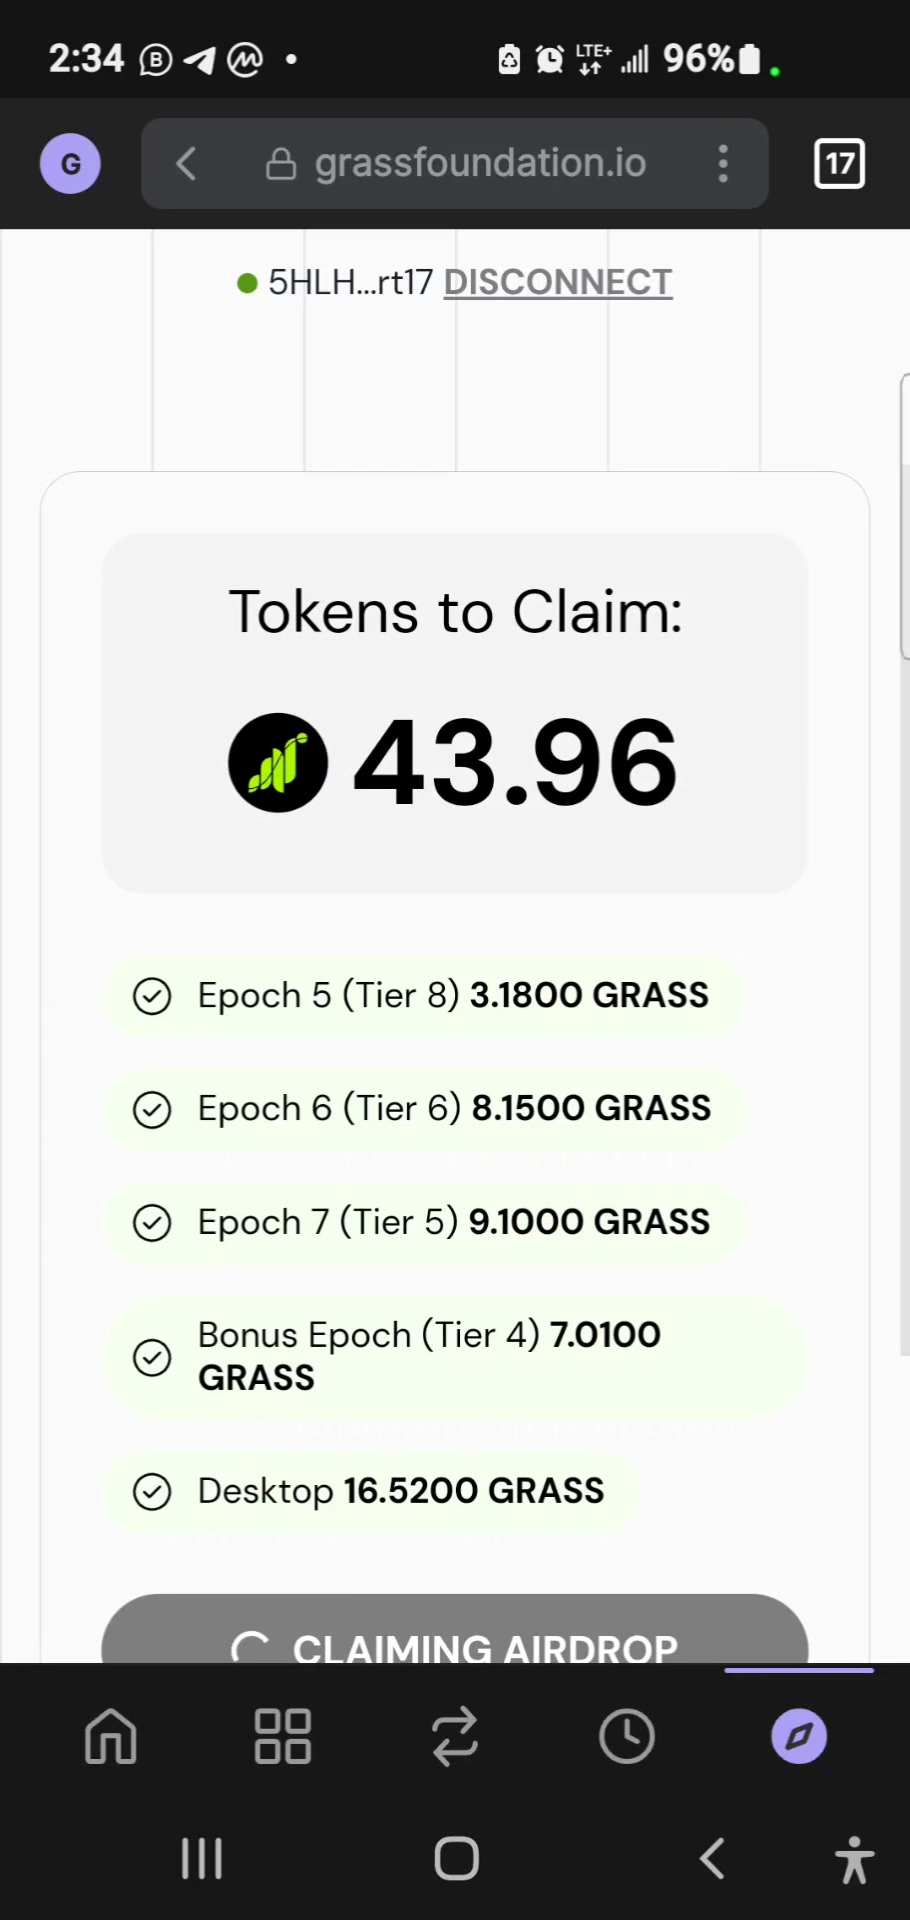 2:34 B LTE+ 96%
G grassfoundation.io 17
5HLH...rt17 DISCONNECT
Tokens to Claim:
43.96
Epoch 5 (Tier 8) 3.1800 GRASS
Epoch 6 (Tier 6) 8.1500 GRASS
Epoch 7 (Tier 5) 9.1000 GRASS
Bonus Epoch (Tier 4) 7.0100
GRASS
Desktop 16.5200 GRASS
CLAIMING AIRDROP